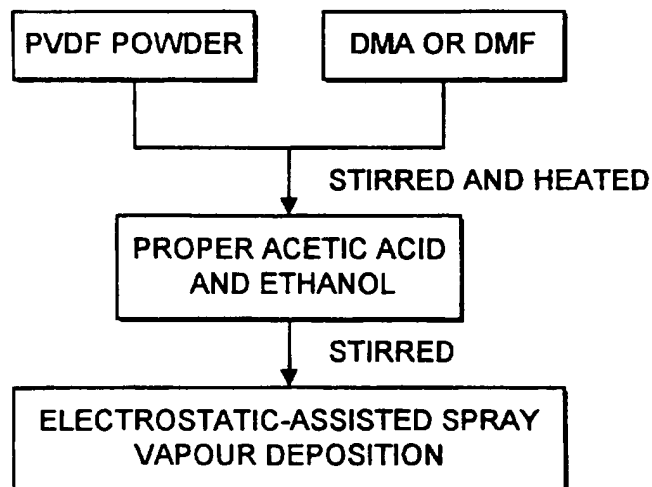 PVDF POWDER
DMA OR DMF
STIRRED AND HEATED
PROPER ACETIC ACID
AND ETHANOL
STIRRED
ELECTROSTATIC-ASSISTED SPRAY
VAPOUR DEPOSITION